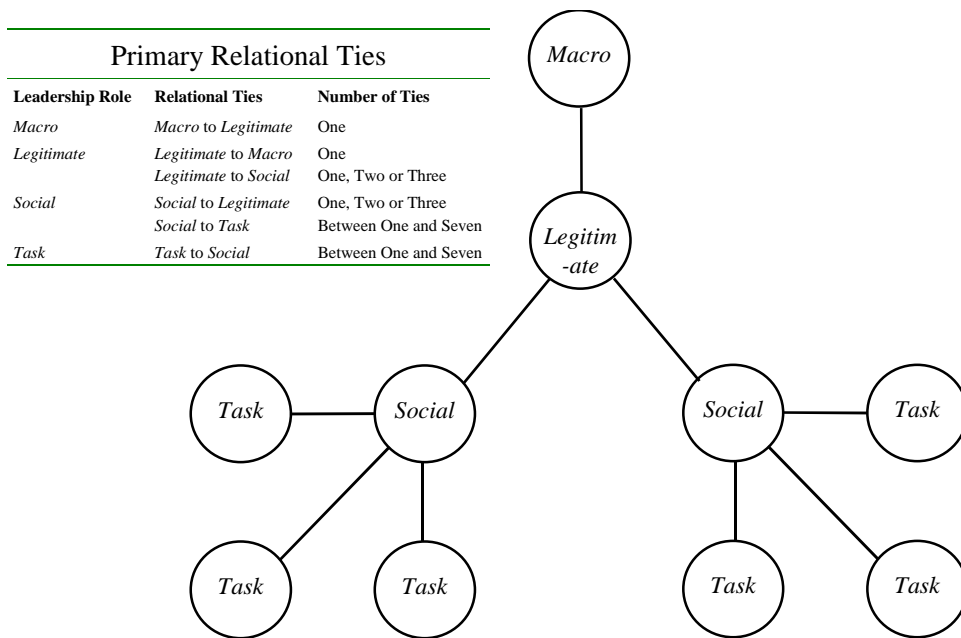 Primary Relational Ties
Leadership Role Relational Ties Number of Ties
Macro Macro to Legitimate One
Legitimate Legitimate to Macro One
Legitimate to Social One, Two or Three
Social Social to Legitimate One, Two or Three
Social to Task Between One and Seven
Task Task to Social Between One and Seven
Macro
Legitim
-ate
Task
Social
Social
Task
Task
Task
Task
Task